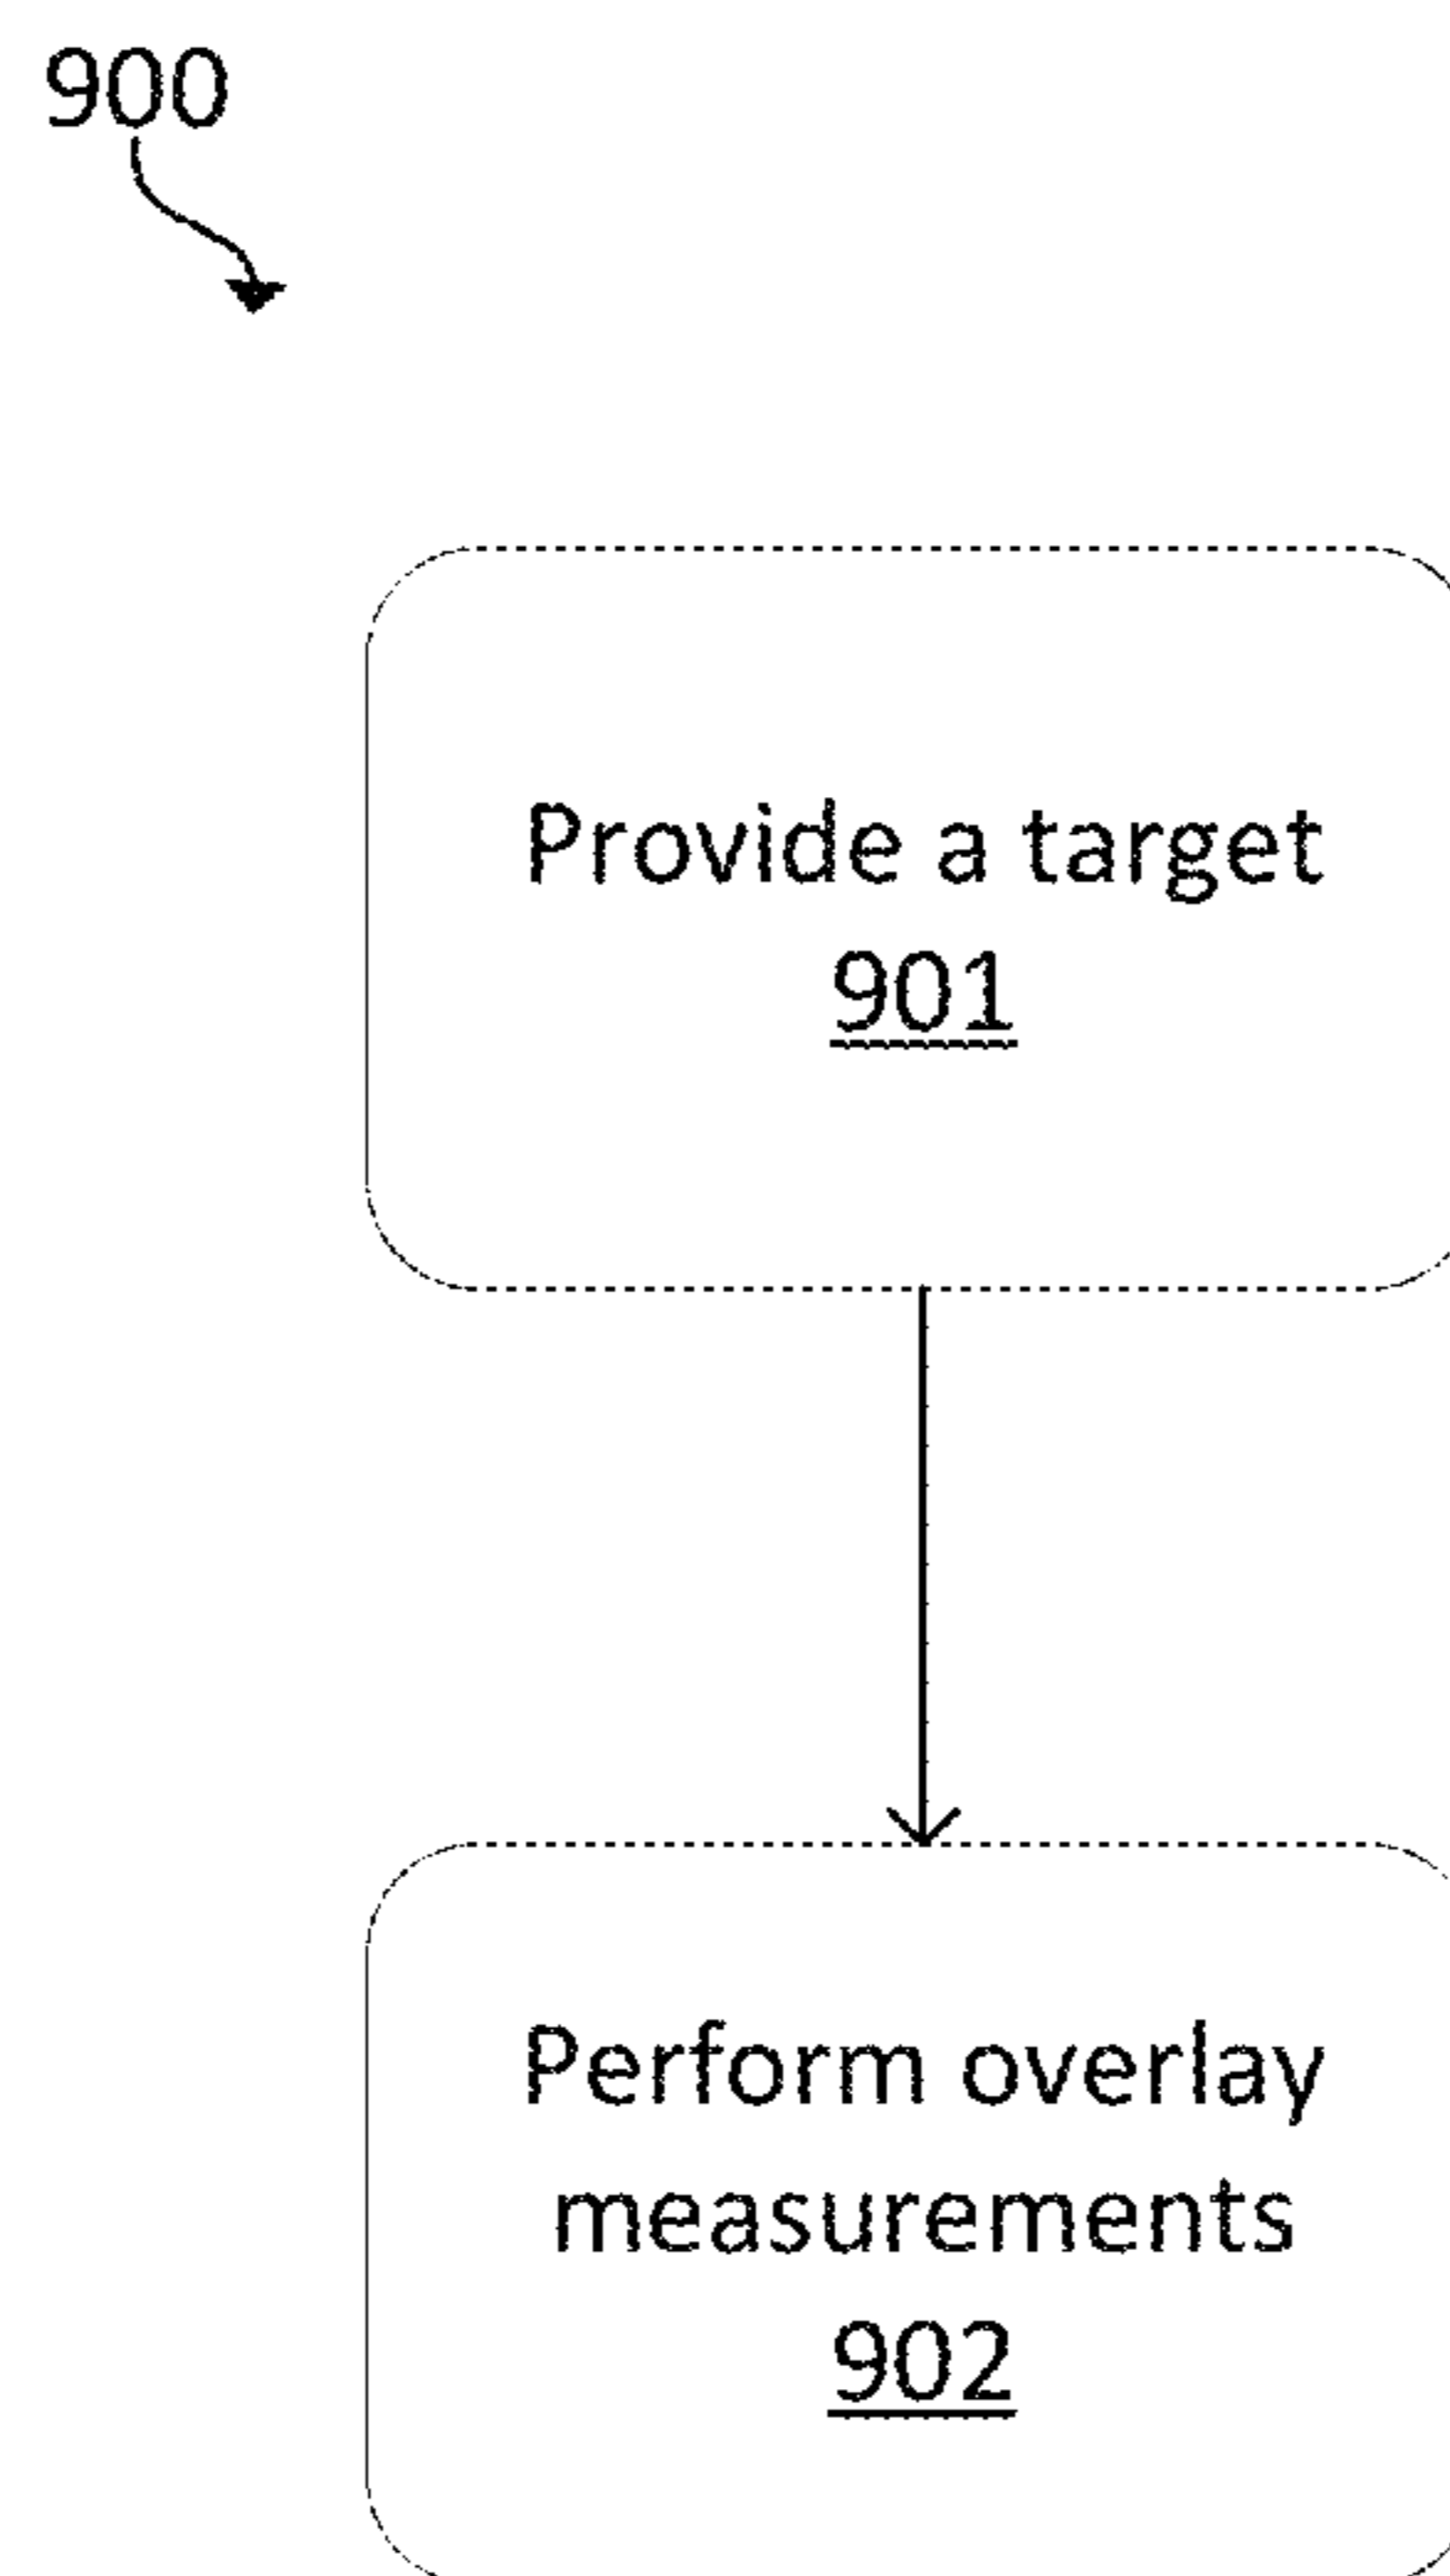 900
Provide a target
901
Perform overlay
measurements
902